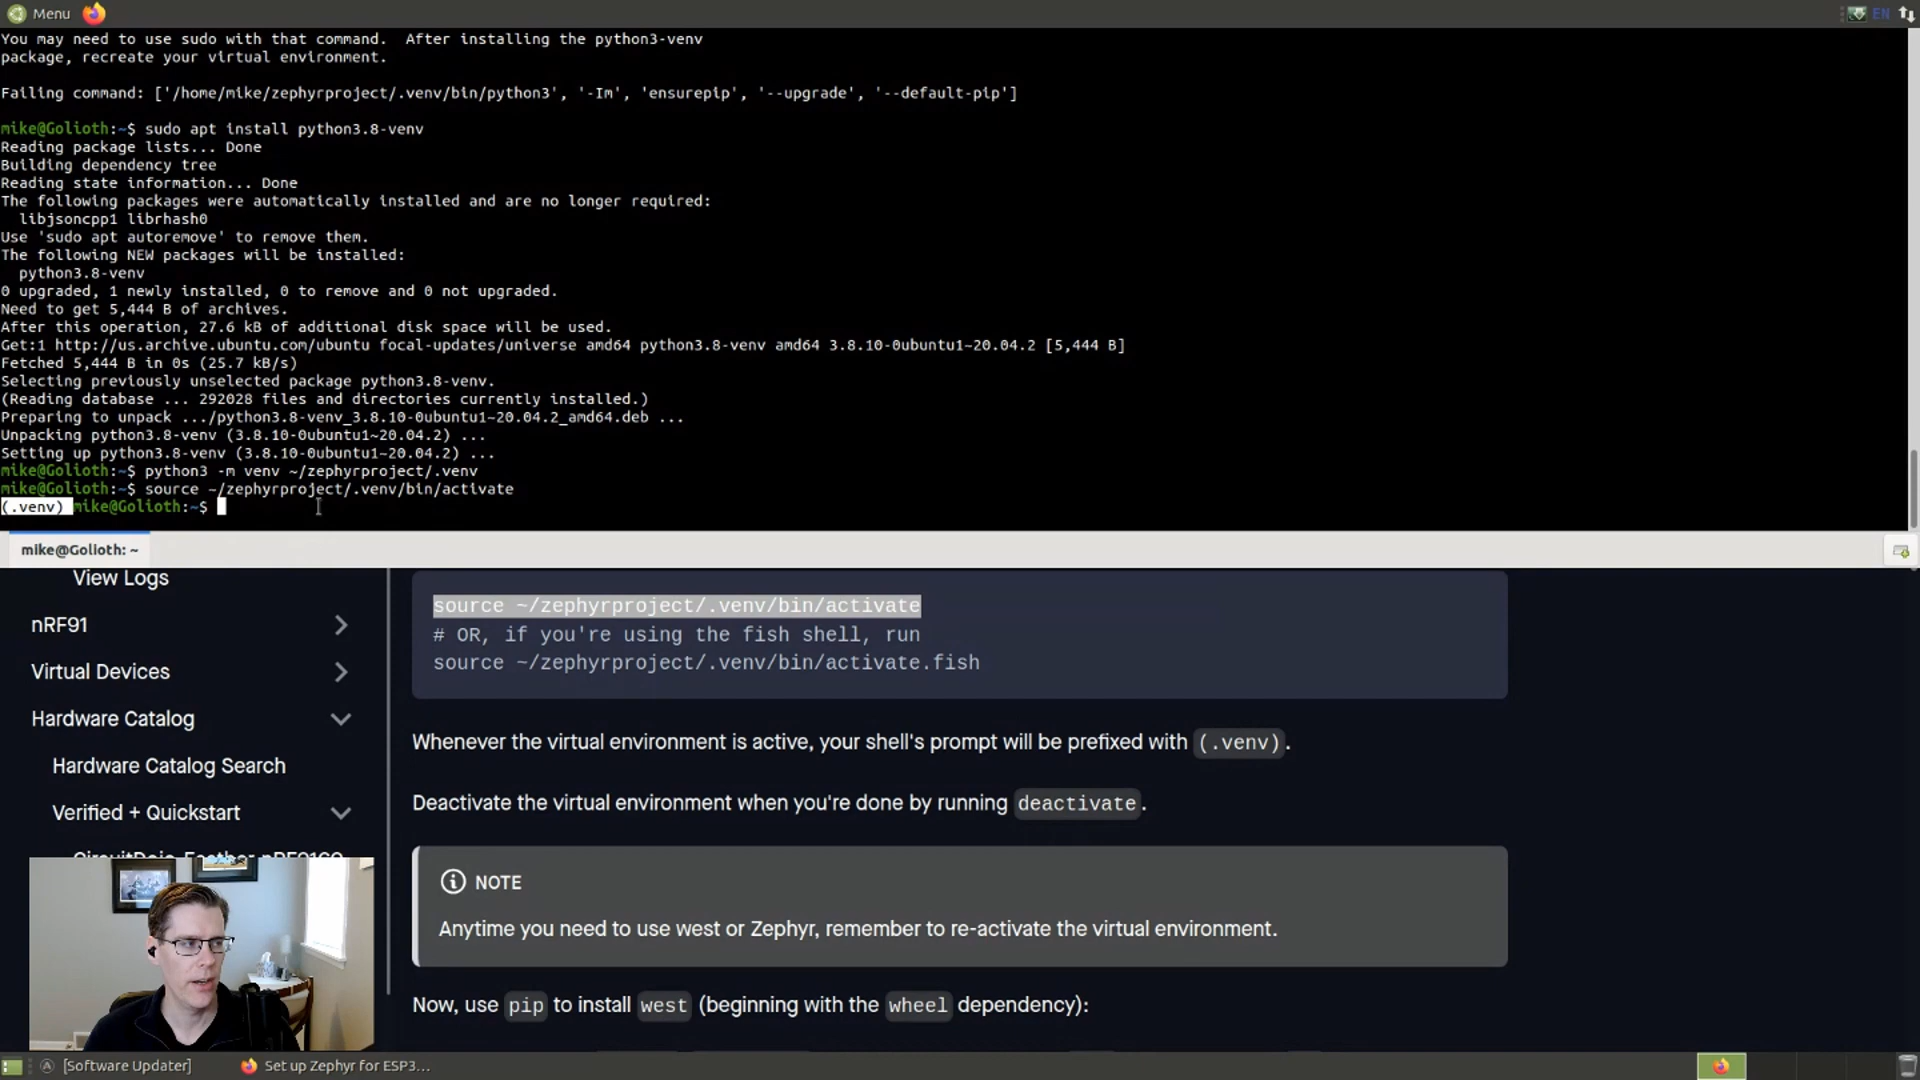 Menu
EN
You may need to use sudo with that command.  After installing the python3-venv
package, recreate your virtual environment.
Failing command: ['/home/mike/zephyrproject/.venv/bin/python3', '-Im', 'ensurepip', '--upgrade', '--default-pip']
mike@Golioth:~$ sudo apt install python3.8-venv
Reading package lists... Done
Building dependency tree
Reading state information... Done
The following packages were automatically installed and are no longer required:
  libjsoncpp1 librhash0
Use 'sudo apt autoremove' to remove them.
The following NEW packages will be installed:
  python3.8-venv
0 upgraded, 1 newly installed, 0 to remove and 0 not upgraded.
Need to get 5,444 B of archives.
After this operation, 27.6 kB of additional disk space will be used.
Get:1 http://us.archive.ubuntu.com/ubuntu focal-updates/universe amd64 python3.8-venv amd64 3.8.10-0ubuntu1~20.04.2 [5,444 B]
Fetched 5,444 B in 0s (25.7 kB/s)
Selecting previously unselected package python3.8-venv.
(Reading database ... 292028 files and directories currently installed.)
Preparing to unpack .../python3.8-venv_3.8.10-0ubuntu1~20.04.2_amd64.deb ...
Unpacking python3.8-venv (3.8.10-0ubuntu1~20.04.2) ...
Setting up python3.8-venv (3.8.10-0ubuntu1~20.04.2) ...
mike@Golioth:~$ python3 -m venv ~/zephyrproject/.venv
mike@Golioth:~$ source ~/zephyrproject/.venv/bin/activate
(.venv) mike@Golioth:~$
mike@Golioth: ~
View Logs
nRF91
Virtual Devices
Hardware Catalog
Hardware Catalog Search
Verified + Quickstart
source ~/zephyrproject/.venv/bin/activate
# OR, if you're using the fish shell, run
source ~/zephyrproject/.venv/bin/activate.fish
Whenever the virtual environment is active, your shell's prompt will be prefixed with (.venv).
Deactivate the virtual environment when you're done by running deactivate.
NOTE
Anytime you need to use west or Zephyr, remember to re-activate the virtual environment.
Now, use pip to install west (beginning with the wheel dependency):
[Software Updater]
Set up Zephyr for ESP3...